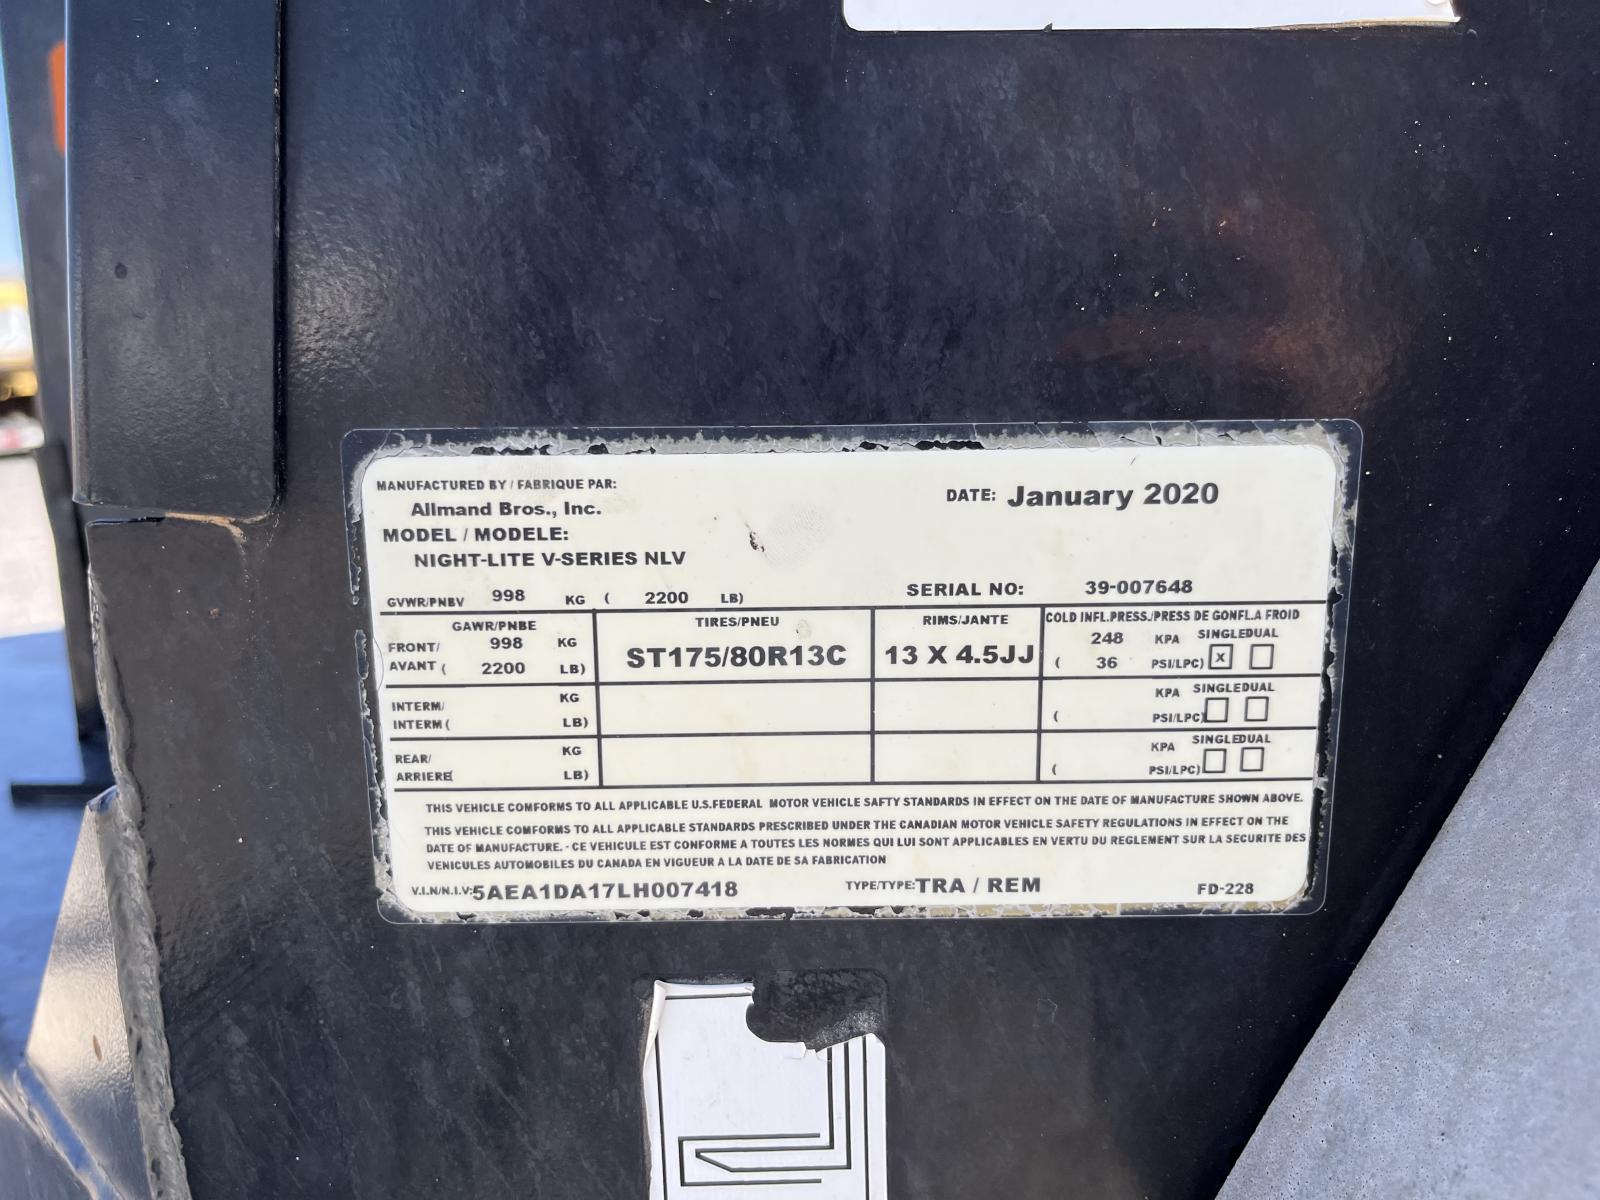 MANUFACTURED BY / FABRIQUE PAR:
Allmand Bros., Inc.
DATE: January 2020
MODEL / MODELE:
NIGHT-LITE V-SERIES NLV
GVWR/PNBV 998 KG ( 2200 LB)
SERIAL NO: 39-007648
GAWR/PNBE TIRES/PNEU RIMS/JANTE COLD INFL.PRESS./PRESS DE GONFL.A FROID
FRONT/ 998 KG ST175/80R13C 13 X 4.5JJ 248 KPA SINGLE DUAL
AVANT ( 2200 LB) ( 36 PSI/LPC) X
INTERM/ KG KPA SINGLE DUAL
INTERM ( LB) ( PSI/LPC)
REAR/ KG KPA SINGLE DUAL
ARRIERE( LB) ( PSI/LPC)
THIS VEHICLE COMFORMS TO ALL APPLICABLE U.S.FEDERAL MOTOR VEHICLE SAFTY STANDARDS IN EFFECT ON THE DATE OF MANUFACTURE SHOWN ABOVE.
THIS VEHICLE COMFORMS TO ALL APPLICABLE STANDARDS PRESCRIBED UNDER THE CANADIAN MOTOR VEHICLE SAFETY REGULATIONS IN EFFECT ON THE
DATE OF MANUFACTURE. - CE VEHICULE EST CONFORME A TOUTES LES NORMES QUI LUI SONT APPLICABLES EN VERTU DU REGLEMENT SUR LA SECURITE DES
VENICULES AUTOMOBILES DU CANADA EN VIGUEUR A LA DATE DE SA FABRICATION
V.I.N/N.I.V: 5AEA1DA17LH007418 TYPE/TYPE: TRA / REM FD-228